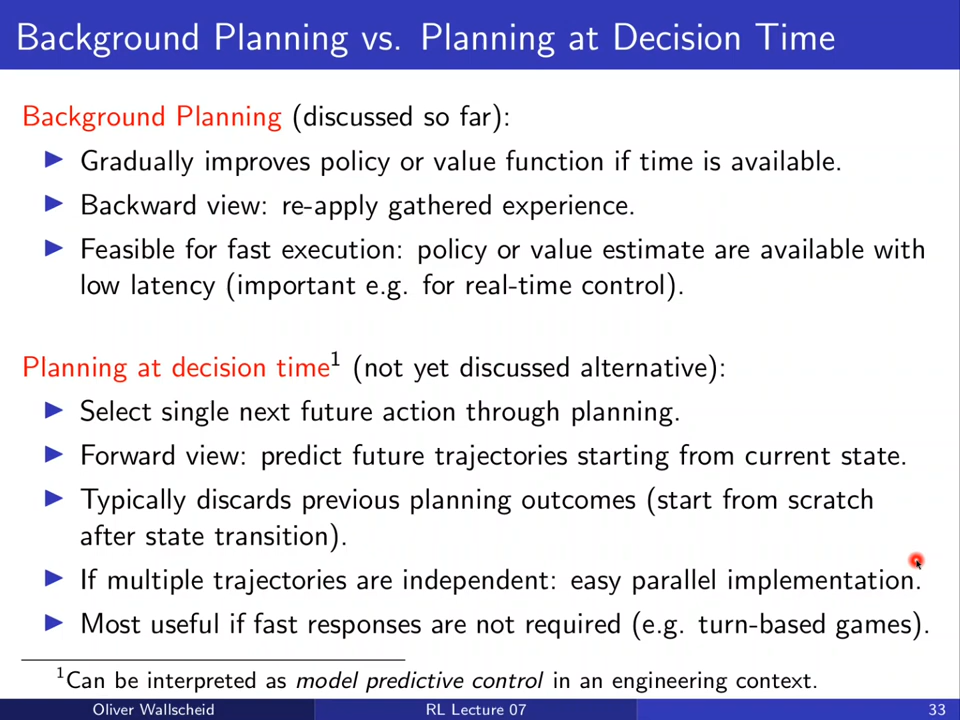 Background Planning vs. Planning at Decision Time
Background Planning (discussed so far):
▶ Gradually improves policy or value function if time is available.
▶ Backward view: re-apply gathered experience.
▶ Feasible for fast execution: policy or value estimate are available with
low latency (important e.g. for real-time control).
Planning at decision time¹ (not yet discussed alternative):
▶ Select single next future action through planning.
▶ Forward view: predict future trajectories starting from current state.
▶ Typically discards previous planning outcomes (start from scratch
after state transition).
▶ If multiple trajectories are independent: easy parallel implementation.
▶ Most useful if fast responses are not required (e.g. turn-based games).
¹Can be interpreted as model predictive control in an engineering context.
Oliver Wallscheid RL Lecture 07 33